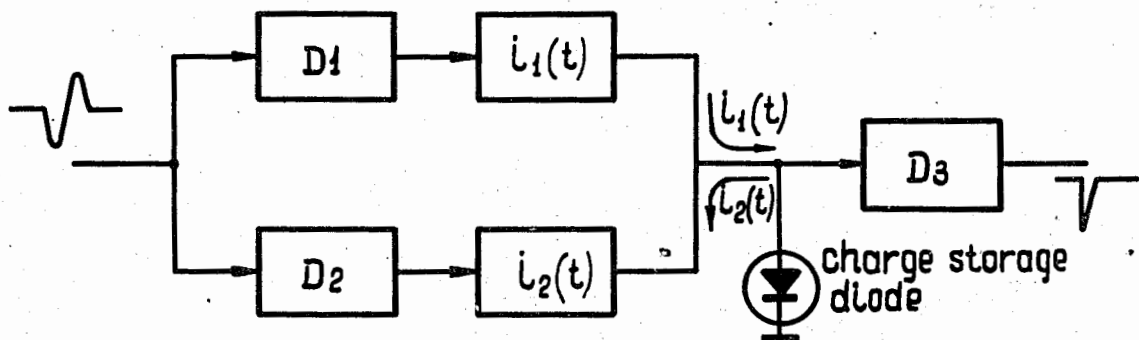 D1
i₁(t)
i₁(t)
D3
i₂(t)
D2
i₂(t)
charge storage
diode